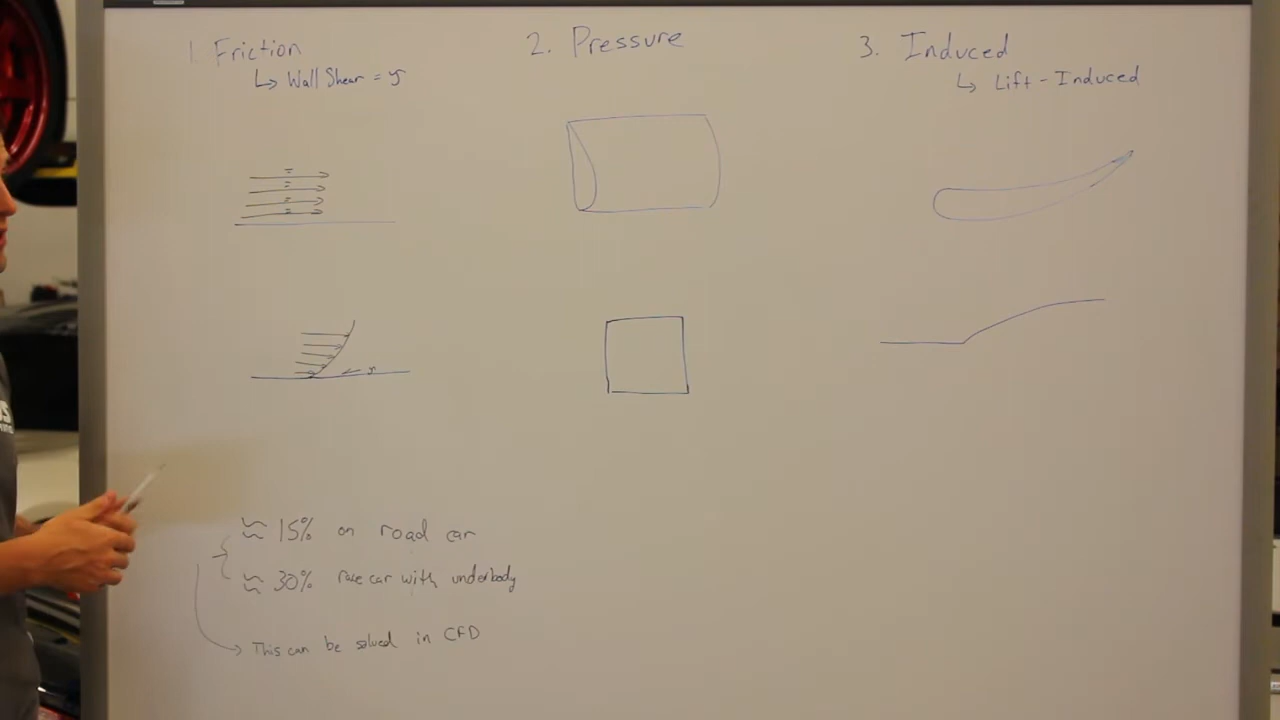 1. Friction
↳ Wall Shear = 𝜏
2. Pressure
3. Induced
↳ Lift - Induced
≈ 15% on road car
≈ 30% race car with underbody
→ This can be solved in CFD